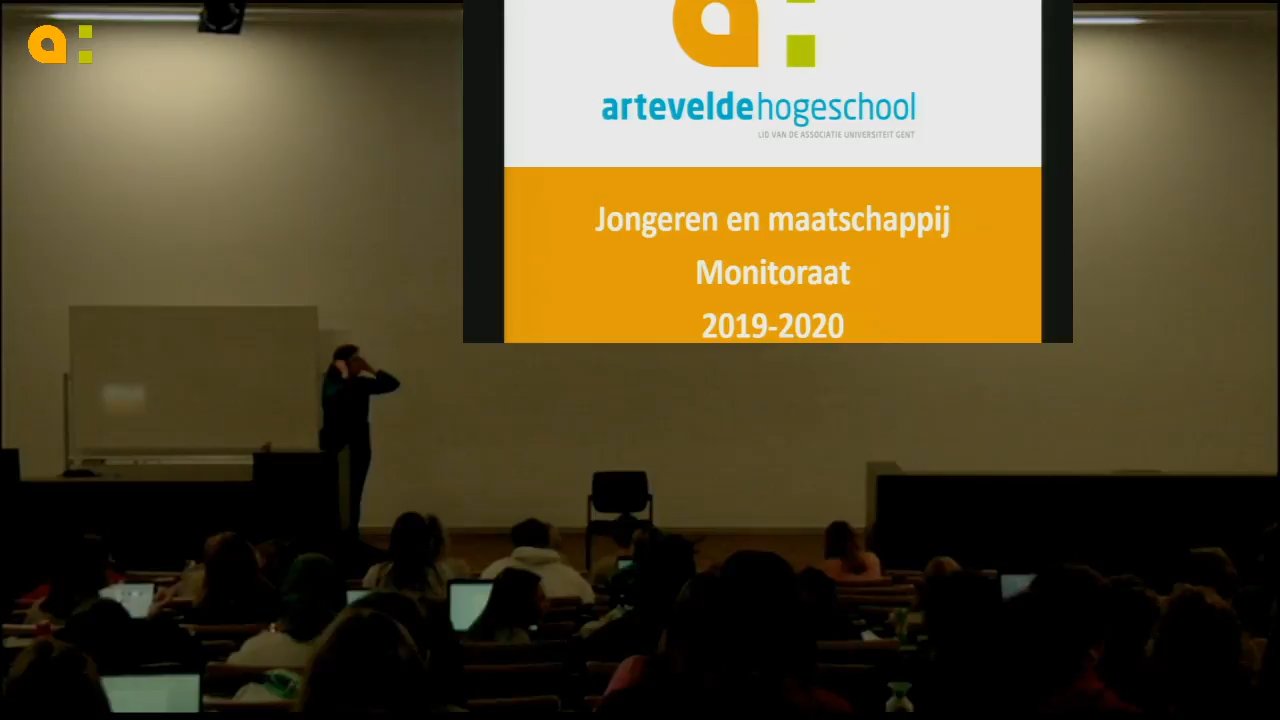 arteveldehogeschool
LID VAN DE ASSOCIATIE UNIVERSITEIT GENT
Jongeren en maatschappij
Monitoraat
2019-2020